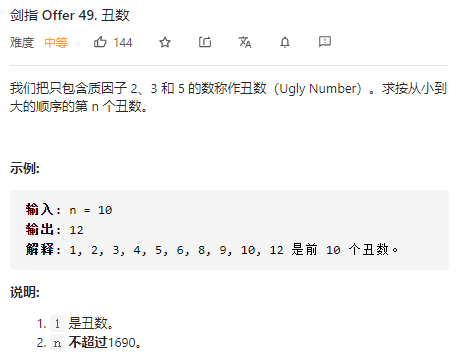 剑指 Offer 49. 丑数
难度 中等 144
我们把只包含质因子 2、3 和 5 的数称作丑数（Ugly Number）。求按从小到
大的顺序的第 n 个丑数。
示例:
输入: n = 10
输出: 12
解释: 1, 2, 3, 4, 5, 6, 8, 9, 10, 12 是前 10 个丑数。
说明:
1. 1 是丑数。
2. n 不超过1690。